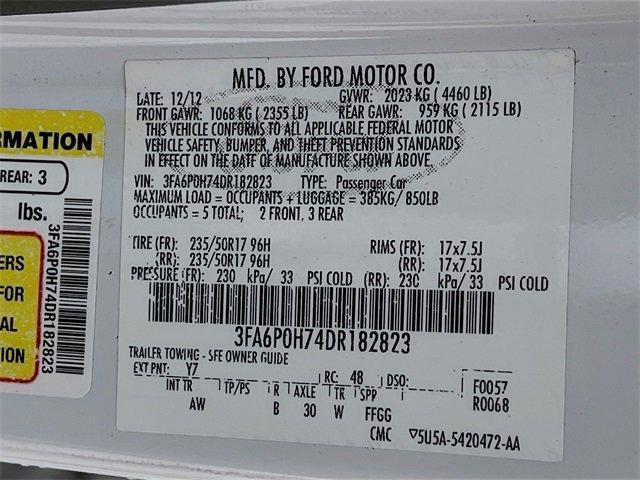 MFD. BY FORD MOTOR CO.
DATE: 12/12 GVWR: 2023 KG ( 4460 LB)
FRONT GAWR: 1068 KG ( 2355 LB) REAR GAWR: 959 KG ( 2115 LB)
THIS VEHICLE CONFORMS TO ALL APPLICABLE FEDERAL MOTOR
VEHICLE SAFETY, BUMPER, AND THEFT PREVENTION STANDARDS
IN EFFECT ON THE DATE OF MANUFACTURE SHOWN ABOVE.
VIN: 3FA6P0H74DR182823 TYPE: Passenger Car
MAXIMUM LOAD = OCCUPANTS + LUGGAGE = 385KG/ 850LB
OCCUPANTS = 5 TOTAL; 2 FRONT, 3 REAR
TIRE (FR): 235/50R17 96H RIMS (FR): 17x7.5J
(RR): 235/50R17 96H (RR): 17x7.5J
PRESSURE (FR): 230 kPa/ 33 PSI COLD (RR): 230 kPa/ 33 PSI COLD
3FA6P0H74DR182823
TRAILER TOWING - SEE OWNER GUIDE
EXT PNT: Y7 RC: 48 DSO: F0057
R0068
INT TR TP/PS R AXLE TR SPR
AW B 30 W FFGG
CMC ▽5U5A-5420472-AA
ORMATION
REAR: 3
lbs.
ERS
FOR
AL
TION
3FA6P0H74DR182823